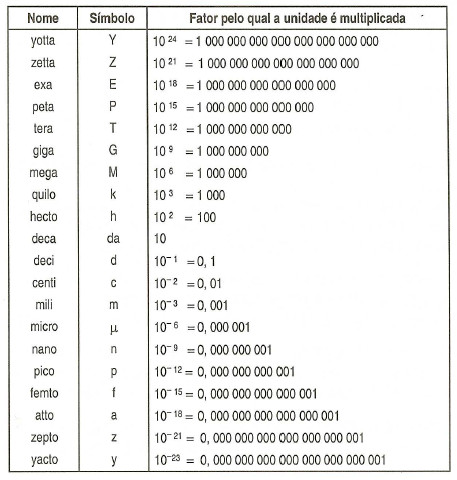 Nome Símbolo Fator pelo qual a unidade é multiplicada
yotta Y 10 24 = 1 000 000 000 000 000 000 000 000
zetta Z 10 21 = 1 000 000 000 000 000 000 000
exa E 10 18 = 1 000 000 000 000 000 000
peta P 10 15 = 1 000 000 000 000 000
tera T 10 12 = 1 000 000 000 000
giga G 10 9 = 1 000 000 000
mega M 10 6 = 1 000 000
quilo k 10 3 = 1 000
hecto h 10 2 = 100
deca da 10
deci d 10⁻¹ = 0, 1
centi c 10⁻² = 0, 01
mili m 10⁻³ = 0, 001
micro μ 10⁻⁶ = 0, 000 001
nano n 10⁻⁹ = 0, 000 000 001
pico p 10⁻¹² = 0, 000 000 000 001
femto f 10⁻¹⁵ = 0, 000 000 000 000 001
atto a 10⁻¹⁸ = 0, 000 000 000 000 000 001
zepto z 10⁻²¹ = 0, 000 000 000 000 000 000 001
yacto y 10⁻²³ = 0, 000 000 000 000 000 000 000 001